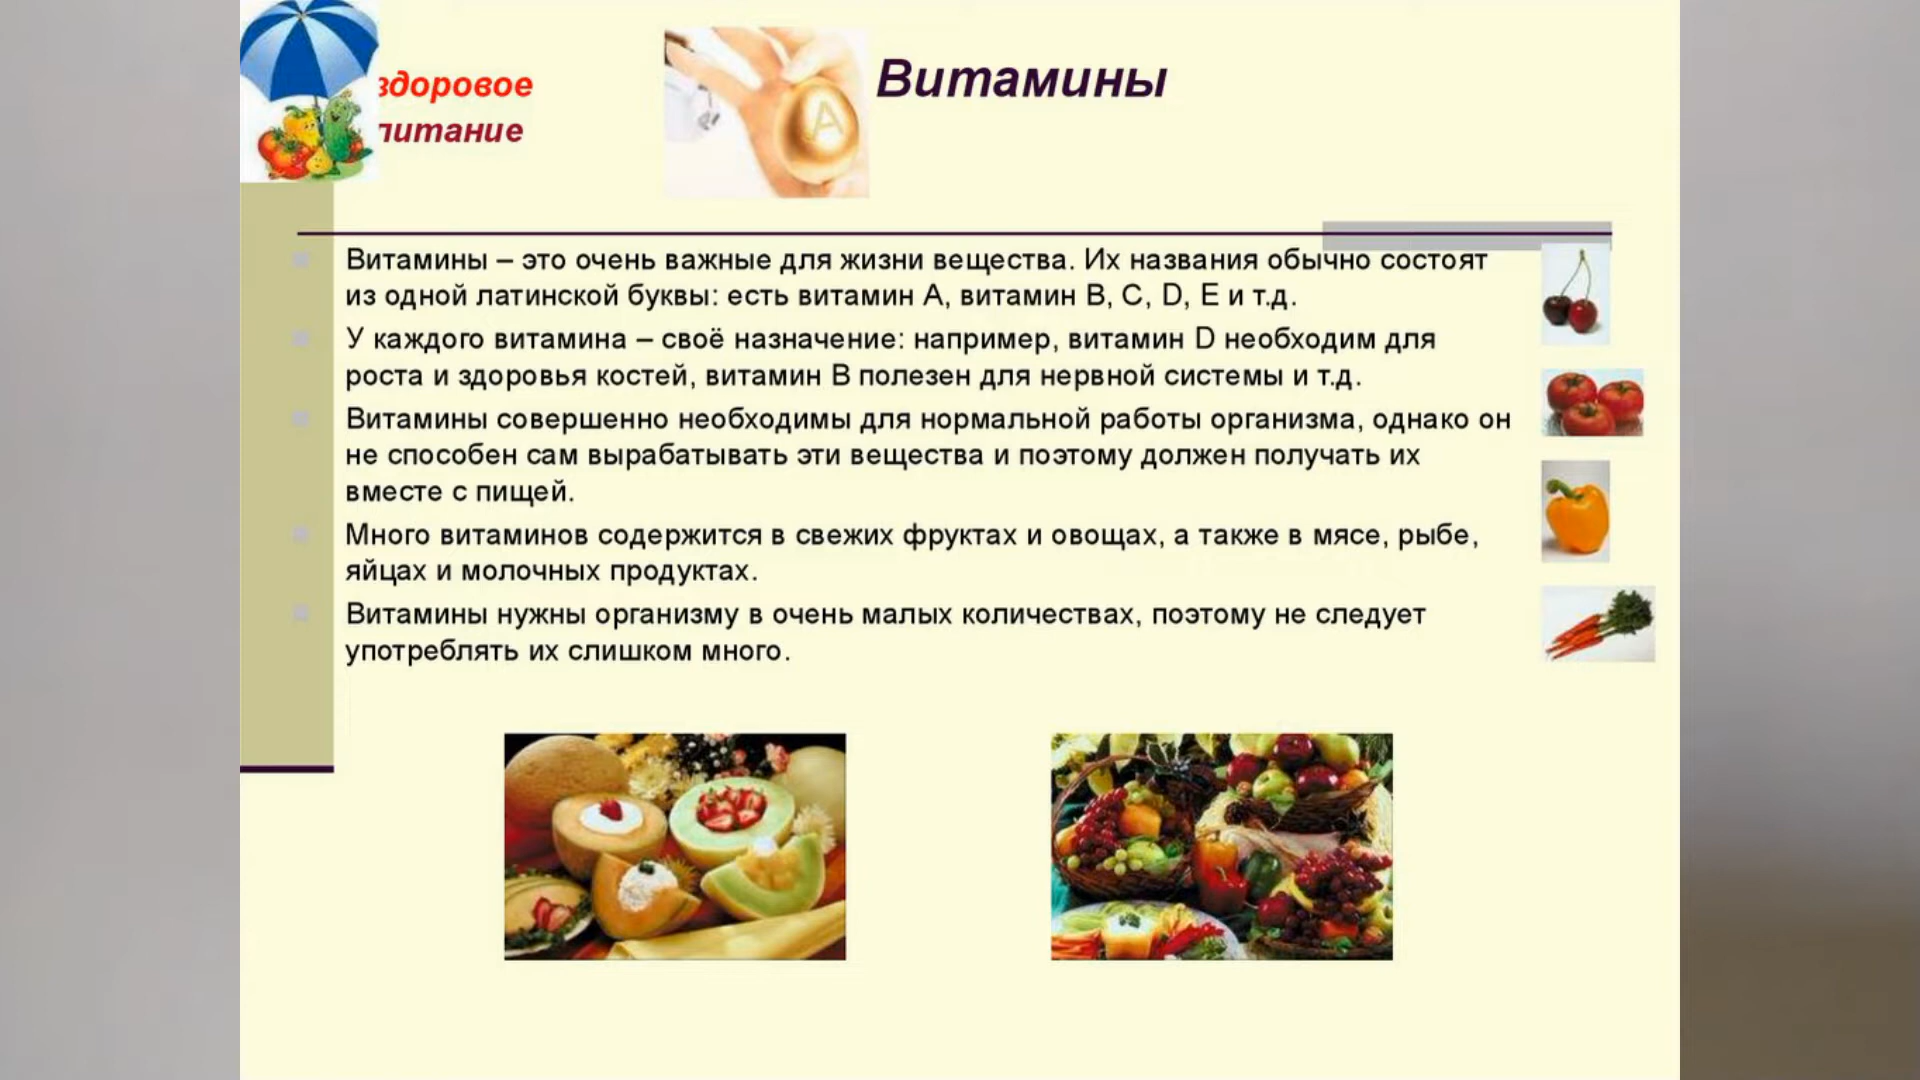 здоровое
питание
Витамины
А
Витамины – это очень важные для жизни вещества. Их названия обычно состоят
из одной латинской буквы: есть витамин А, витамин В, С, D, Е и т.д.
У каждого витамина – своё назначение: например, витамин D необходим для
роста и здоровья костей, витамин В полезен для нервной системы и т.д.
Витамины совершенно необходимы для нормальной работы организма, однако он
не способен сам вырабатывать эти вещества и поэтому должен получать их
вместе с пищей.
Много витаминов содержится в свежих фруктах и овощах, а также в мясе, рыбе,
яйцах и молочных продуктах.
Витамины нужны организму в очень малых количествах, поэтому не следует
употреблять их слишком много.